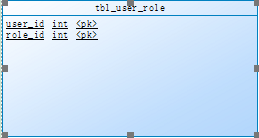 tbl_user_role
user_id int <pk>
role_id int <pk>